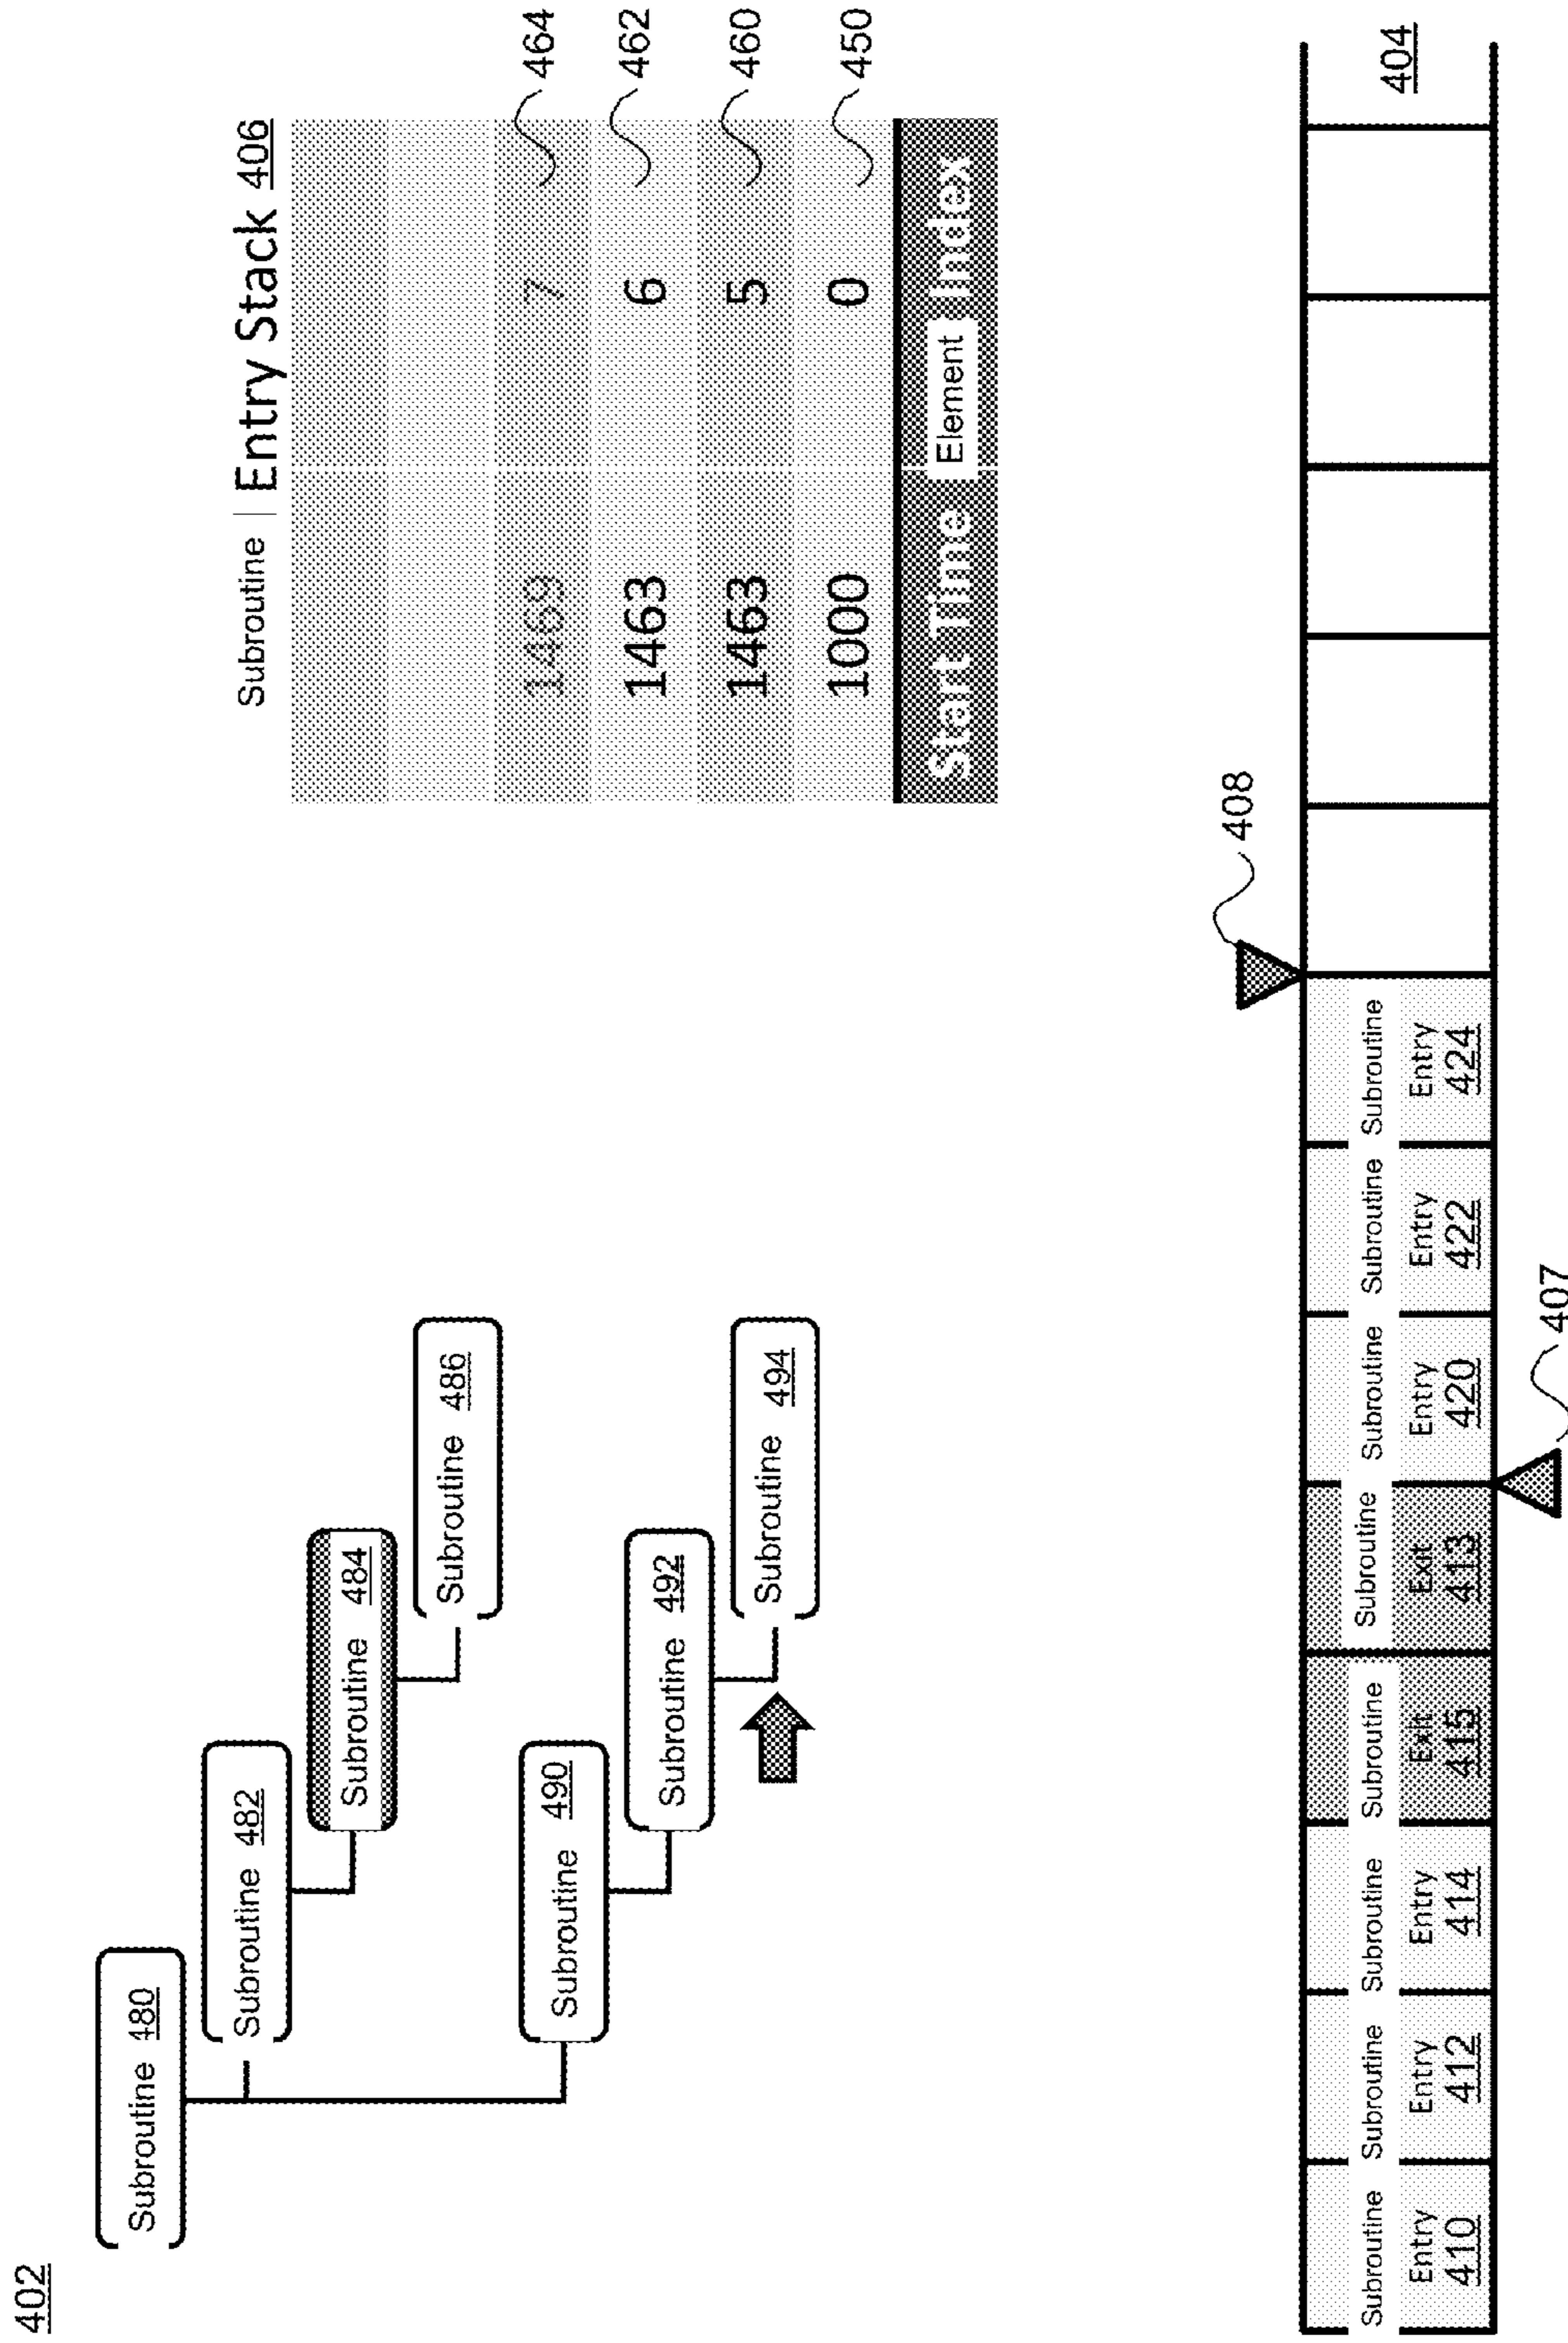 402
Subroutine 480
Subroutine 482
Subroutine 484
Subroutine 486
Subroutine 490
Subroutine 492
Subroutine 494
Subroutine | Entry Stack 406
1469 7
464
1463 6
462
1463 5
460
1000 0
450
Start Time Element Index
408
Subroutine Entry 410
Subroutine Entry 412
Subroutine Entry 414
Subroutine Exit 415
Subroutine Exit 413
Subroutine Entry 420
Subroutine Entry 422
Subroutine Entry 424
404
407